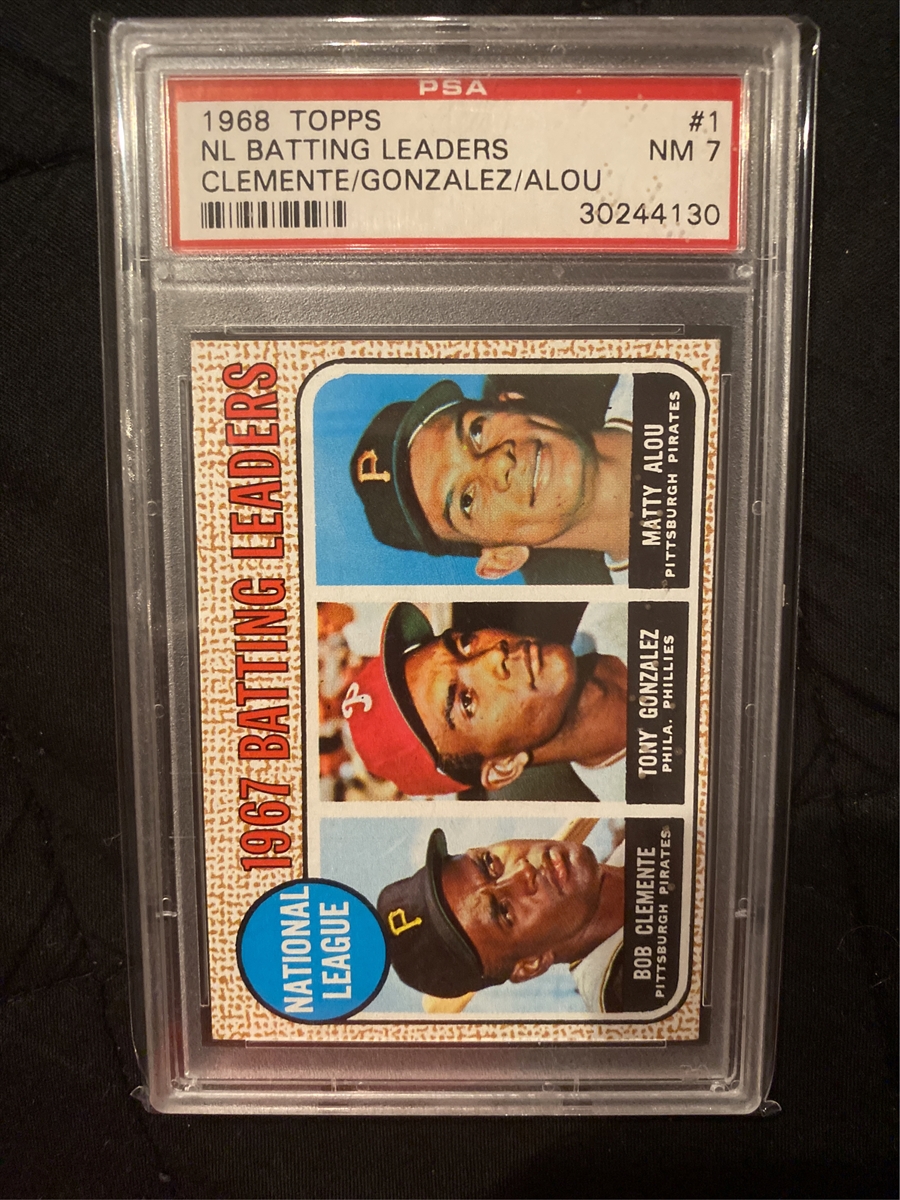 PSA
1968 TOPPS #1
NL BATTING LEADERS NM 7
CLEMENTE/GONZALEZ/ALOU
30244130
1967 BATTING LEADERS
NATIONAL
LEAGUE
P
BOB CLEMENTE
PITTSBURGH PIRATES
P
TONY GONZALEZ
PHILA. PHILLIES
P
MATTY ALOU
PITTSBURGH PIRATES